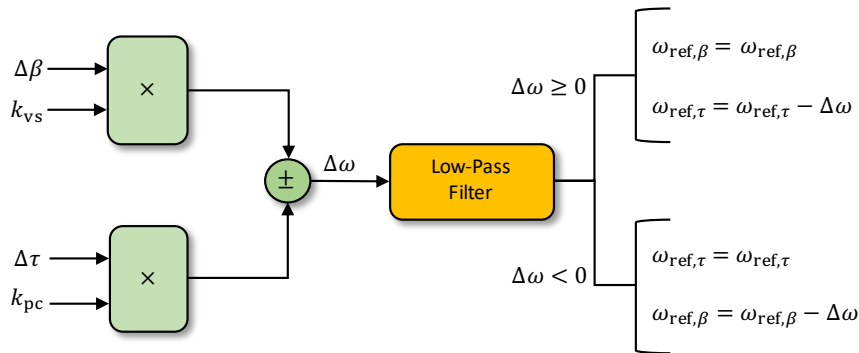 Δβ
k_vs
×
Δτ
k_pc
×
±
Δω
Low-Pass
Filter
Δω ≥ 0
ω_ref,β = ω_ref,β
ω_ref,τ = ω_ref,τ − Δω
Δω < 0
ω_ref,τ = ω_ref,τ
ω_ref,β = ω_ref,β − Δω